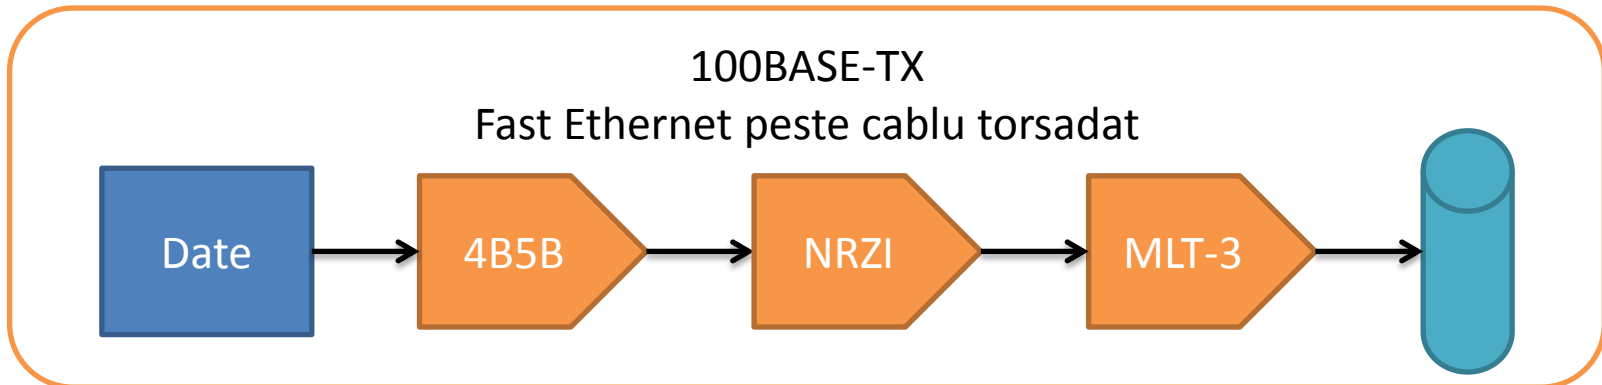 100BASE-TX
Fast Ethernet peste cablu torsadat
Date
4B5B
NRZI
MLT-3